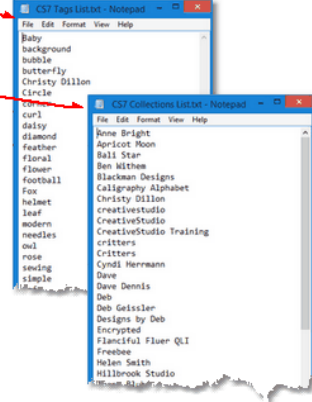 CS7 Tags List.txt - Notepad
File Edit Format View Help
Baby
background
bubble
butterfly
Christy Dillon
Circle
corner
curl
daisy
diamond
feather
floral
flower
football
Fox
helmet
leaf
modern
needles
owl
rose
sewing
simple
CS7 Collections List.txt - Notepad
File Edit Format View Help
Anne Bright
Apricot Moon
Bali Star
Ben Withem
Blackman Designs
Caligraphy Alphabet
Christy Dillon
creativestudio
CreativeStudio
CreativeStudio Training
critters
Critters
Cyndi Herrmann
Dave
Dave Dennis
Deb
Deb Geissler
Designs by Deb
Encrypted
Flanciful Fluer QLI
Freebee
Helen Smith
Hillbrook Studio